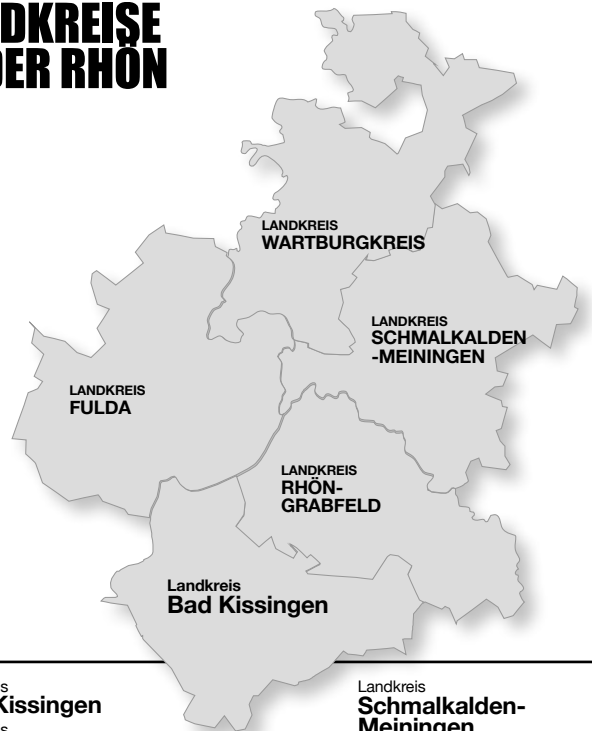 DKREISE
DER RHÖN
LANDKREIS
WARTBURGKREIS
LANDKREIS
SCHMALKALDEN
-MEININGEN
LANDKREIS
FULDA
LANDKREIS
RHÖN-
GRABFELD
Landkreis
Bad Kissingen
s
Kissingen
s
Landkreis
Schmalkalden-
Meiningen